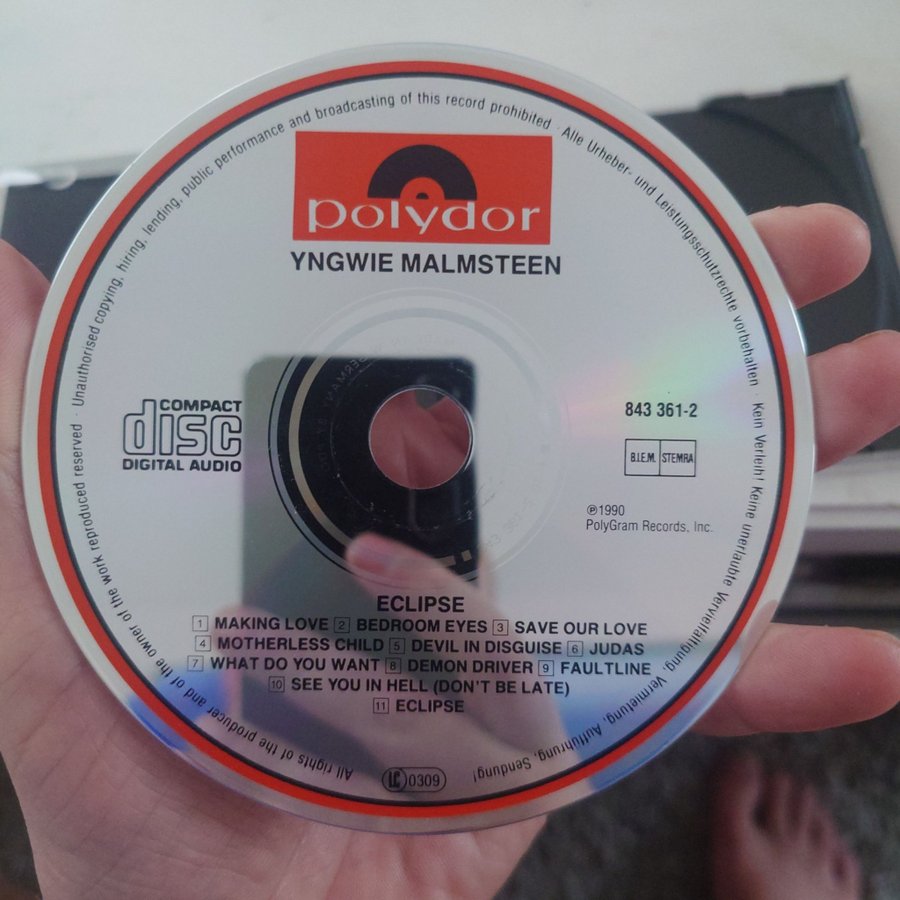 All rights of the producer and of the owner of the work reproduced reserved · Unauthorised copying, hiring, lending, public performance and broadcasting of this record prohibited · Alle Urheber- und Leistungsschutzrechte vorbehalten · Kein Verleih! Keine unerlaubte Vervielfältigung, Vermietung, Aufführung, Sendung!
polydor
YNGWIE MALMSTEEN
COMPACT
disc
DIGITAL AUDIO
843 361-2
B.I.E.M. STEMRA
℗1990
PolyGram Records, Inc.
ECLIPSE
1 MAKING LOVE 2 BEDROOM EYES 3 SAVE OUR LOVE
4 MOTHERLESS CHILD 5 DEVIL IN DISGUISE 6 JUDAS
7 WHAT DO YOU WANT 8 DEMON DRIVER 9 FAULTLINE
10 SEE YOU IN HELL (DON'T BE LATE)
11 ECLIPSE
LC 0309